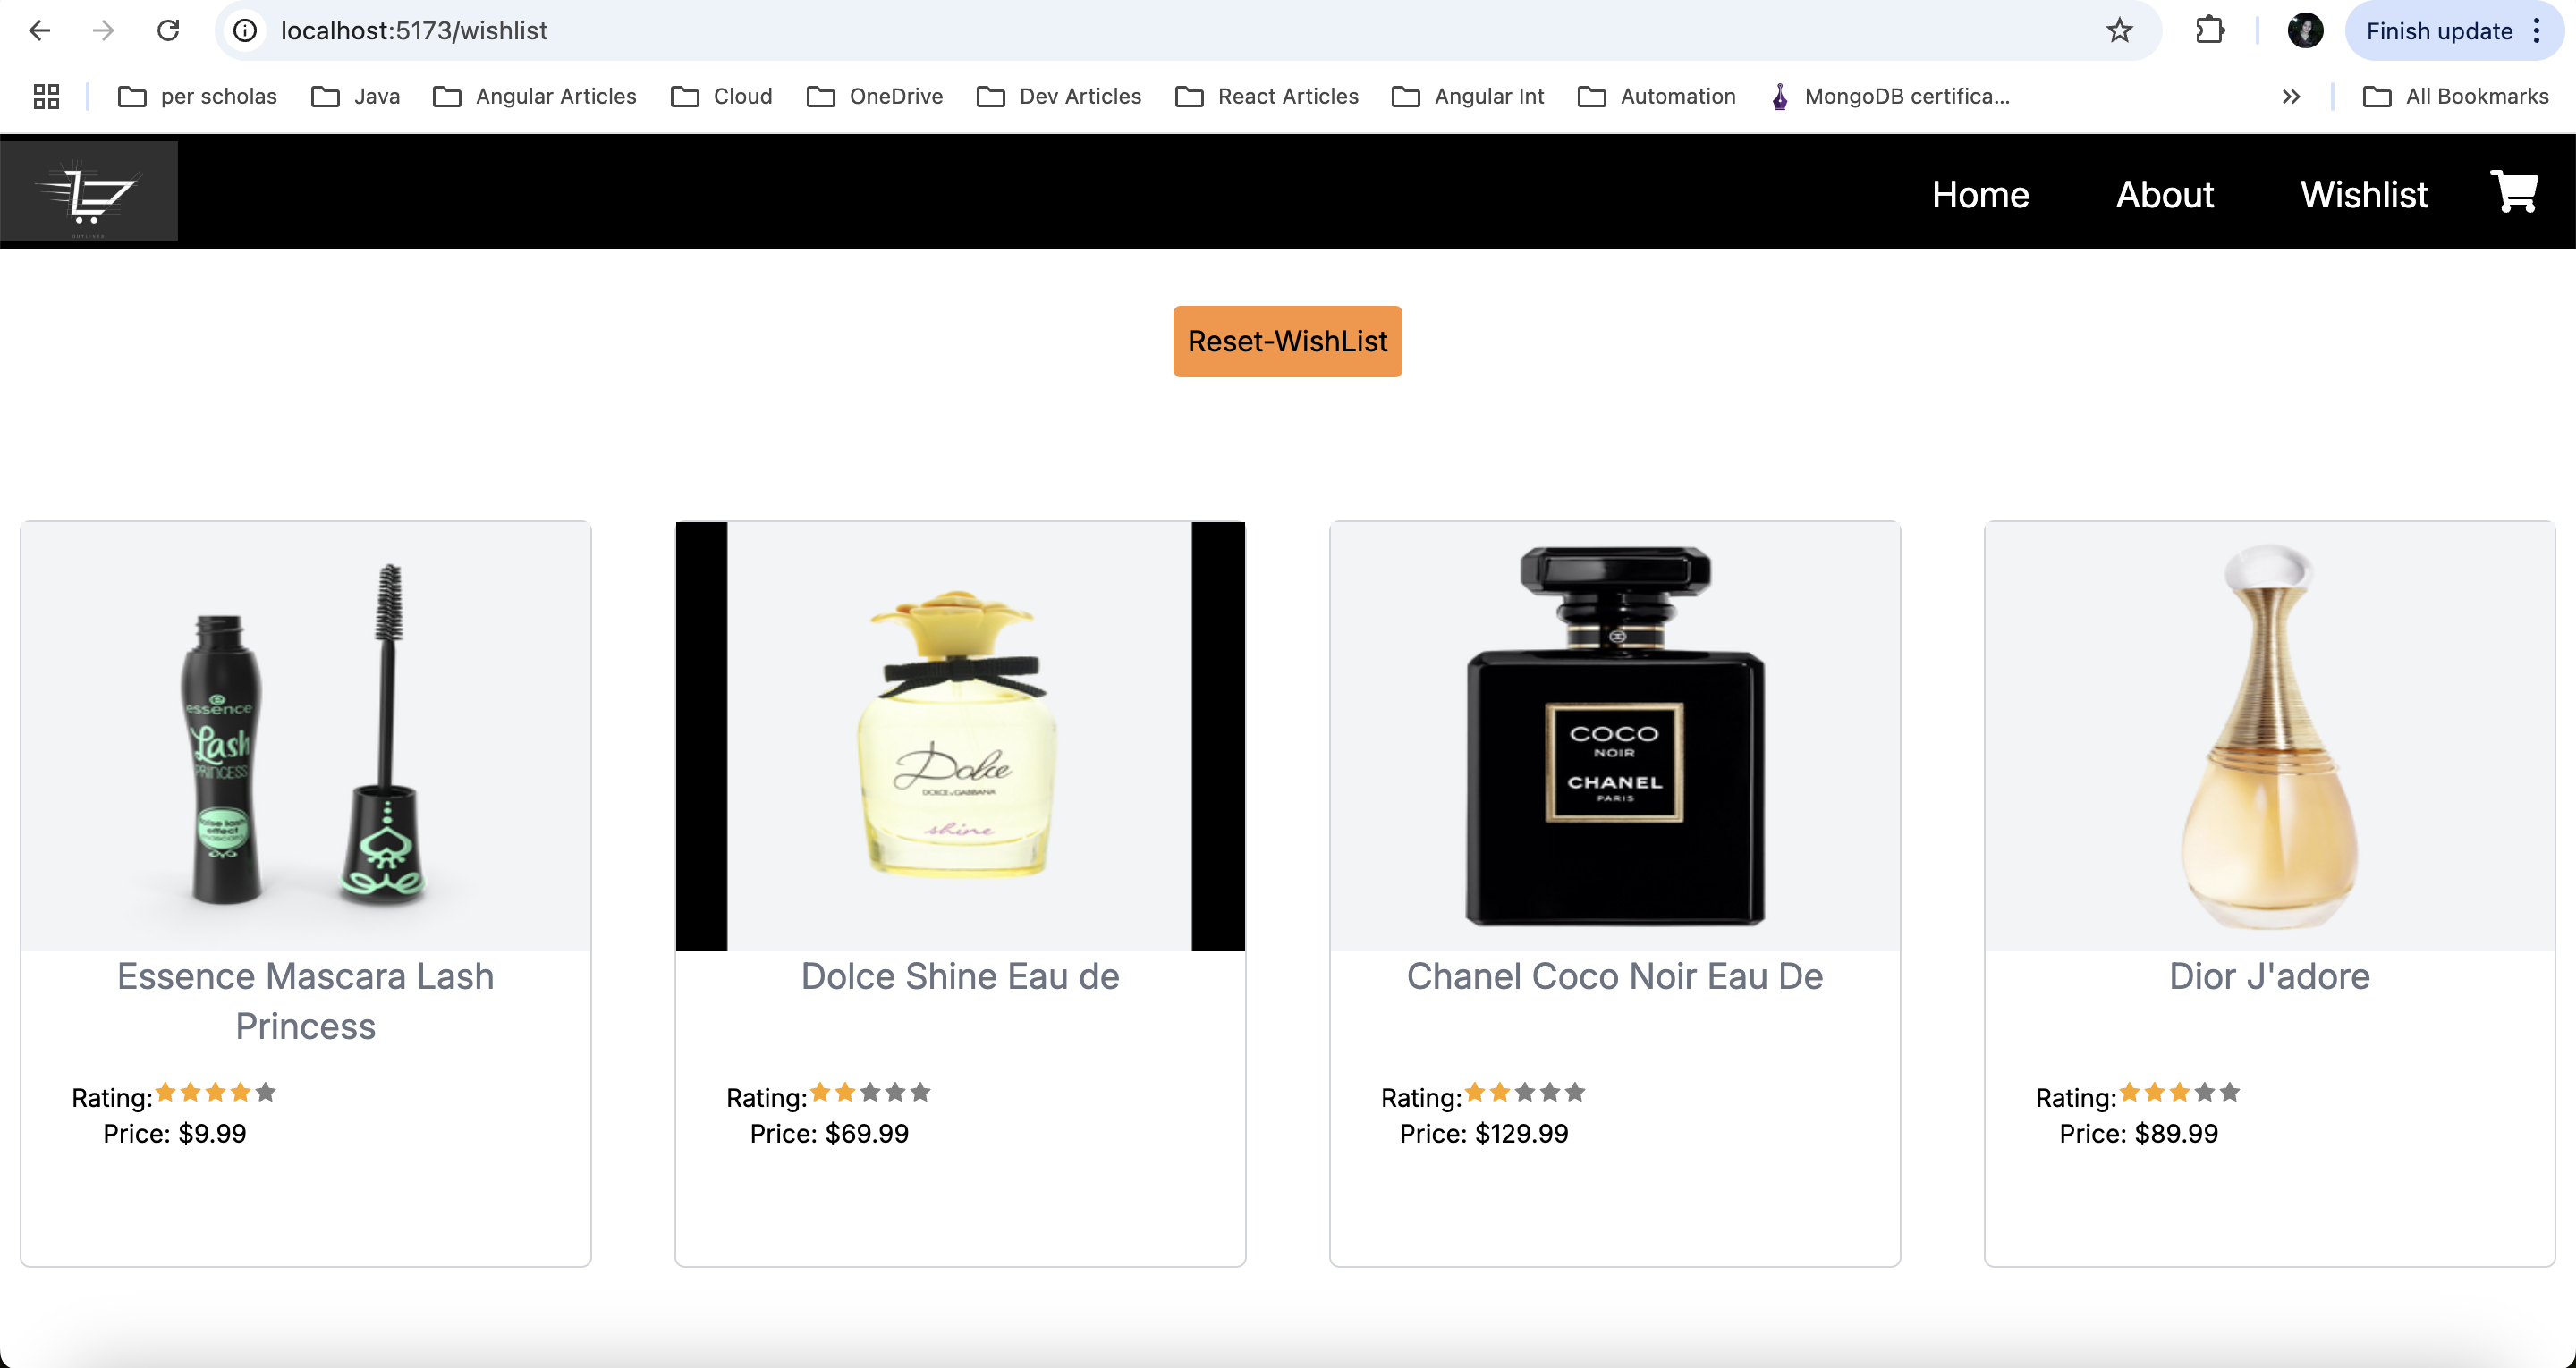 localhost:5173/wishlist
Finish update
per scholas
Java
Angular Articles
Cloud
OneDrive
Dev Articles
React Articles
Angular Int
Automation
MongoDB certifica...
All Bookmarks
Home
About
Wishlist
Reset-WishList
essence
Lash
PRINCESS
false lash
effect
Dolce
DOLCE & GABBANA
shine
COCO
NOIR
CHANEL
PARIS
Essence Mascara Lash
Princess
Dolce Shine Eau de
Chanel Coco Noir Eau De
Dior J'adore
Rating:
Price: $9.99
Rating:
Price: $69.99
Rating:
Price: $129.99
Rating:
Price: $89.99